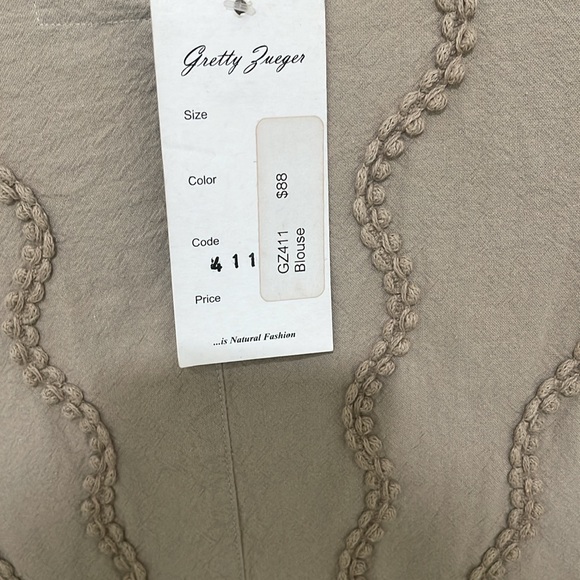 Gretty Zueger
Size
Color
Code
411
Price
...is Natural Fashion
GZ411 $88
Blouse